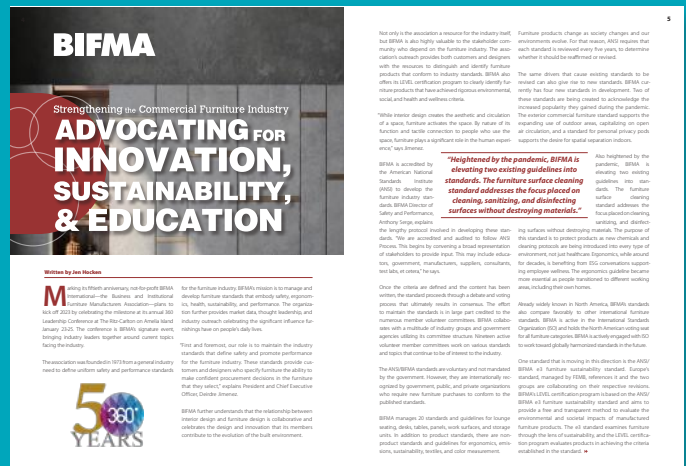 BIFMA
Strengthening the Commercial Furniture Industry
ADVOCATING FOR
INNOVATION,
SUSTAINABILITY,
& EDUCATION
Written by Jen Hocken
Marking its fiftieth anniversary, not-for-profit BIFMA
International—the Business and Institutional
Furniture Manufacturers Association—plans to
kick off 2023 by celebrating the milestone at its annual 360
Leadership Conference at The Ritz-Carlton on Amelia Island
January 23-25. The conference is BIFMA's signature event,
bringing industry leaders together around current topics
facing the industry.
The association was founded in 1973 from a general industry
need to define uniform safety and performance standards
50 360°
YEARS
for the furniture industry. BIFMA's mission is to manage and
develop furniture standards that embody safety, ergonom-
ics, health, sustainability, and performance. The organiza-
tion further provides market data, thought leadership, and
industry outreach celebrating the significant influence fur-
nishings have on people's daily lives.
"First and foremost, our role is to maintain the industry
standards that define safety and promote performance
for the furniture industry. These standards provide cus-
tomers and designers who specify furniture the ability to
make confident procurement decisions in the furniture
that they select," explains President and Chief Executive
Officer, Deirdre Jimenez.
BIFMA further understands that the relationship between
interior design and furniture design is collaborative and
celebrates the design and innovation that its members
contribute to the evolution of the built environment.
5
Not only is the association a resource for the industry itself,
but BIFMA is also highly valuable to the stakeholder com-
munity who depend on the furniture industry. The asso-
ciation's outreach provides both customers and designers
with the resources to distinguish and identify furniture
products that conform to industry standards. BIFMA also
offers its LEVEL certification program to clearly identify fur-
niture products that have achieved rigorous environmental,
social, and health and wellness criteria.
"While interior design creates the aesthetic and circulation
of a space, furniture activates the space. By nature of its
function and tactile connection to people who use the
space, furniture plays a significant role in the human experi-
ence," says Jimenez.
BIFMA is accredited by
the American National
Standards Institute
(ANSI) to develop the
furniture industry stan-
dards. BIFMA Director of
Safety and Performance,
Anthony Serge, explains
the lengthy protocol involved in developing these stan-
dards. "We are accredited and audited to follow ANSI
Process. This begins by convening a broad representation
of stakeholders to provide input. This may include educa-
tors, government, manufacturers, suppliers, consultants,
test labs, et cetera," he says.
Once the criteria are defined and the content has been
written, the standard proceeds through a debate and voting
process that ultimately results in consensus. The effort
to maintain the standards is in large part credited to the
numerous member volunteer committees. BIFMA collabo-
rates with a multitude of industry groups and government
agencies utilizing its committee structure. Nineteen active
volunteer member committees work on various standards
and topics that continue to be of interest to the industry.
The ANSI/BIFMA standards are voluntary and not mandated
by the government. However, they are internationally rec-
ognized by government, public, and private organizations
who require new furniture purchases to conform to the
published standards.
BIFMA manages 20 standards and guidelines for lounge
seating, desks, tables, panels, work surfaces, and storage
units. In addition to product standards, there are non-
product standards and guidelines for ergonomics, emis-
sions, sustainability, textiles, and color measurement.
"Heightened by the pandemic, BIFMA is
elevating two existing guidelines into
standards. The furniture surface cleaning
standard addresses the focus placed on
cleaning, sanitizing, and disinfecting
surfaces without destroying materials."
Furniture products change as society changes and our
environments evolve. For that reason, ANSI requires that
each standard is reviewed every five years, to determine
whether it should be reaffirmed or revised.
The same drivers that cause existing standards to be
revised can also give rise to new standards. BIFMA cur-
rently has four new standards in development. Two of
these standards are being created to acknowledge the
increased popularity they gained during the pandemic.
The exterior commercial furniture standard supports the
expanding use of outdoor areas, capitalizing on open
air circulation, and a standard for personal privacy pods
supports the desire for spatial separation indoors.
Also heightened by the
pandemic, BIFMA is
elevating two existing
guidelines into stan-
dards. The furniture
surface cleaning
standard addresses the
focus placed on cleaning,
sanitizing, and disinfect-
ing surfaces without destroying materials. The purpose of
this standard is to protect products as new chemicals and
cleaning protocols are being introduced into every type of
environment, not just healthcare. Ergonomics, while around
for decades, is benefiting from ESG conversations support-
ing employee wellness. The ergonomics guideline became
more essential as people transitioned to different working
areas, including their own homes.
Already widely known in North America, BIFMA's standards
also compare favorably to other international furniture
standards. BIFMA is active in the International Standards
Organization (ISO) and holds the North American voting seat
for all furniture categories. BIFMA is actively engaged with ISO
to work toward globally harmonized standards in the future.
One standard that is moving in this direction is the ANSI/
BIFMA e3 furniture sustainability standard. Europe's
standard, managed by FEMB, references it and the two
groups are collaborating on their respective revisions.
BIFMA's LEVEL certification program is based on the ANSI/
BIFMA e3 furniture sustainability standard and aims to
provide a free and transparent method to evaluate the
environmental and societal impacts of manufactured
furniture products. The e3 standard examines furniture
through the lens of sustainability, and the LEVEL certifica-
tion program evaluates products in achieving the criteria
established in the standard.